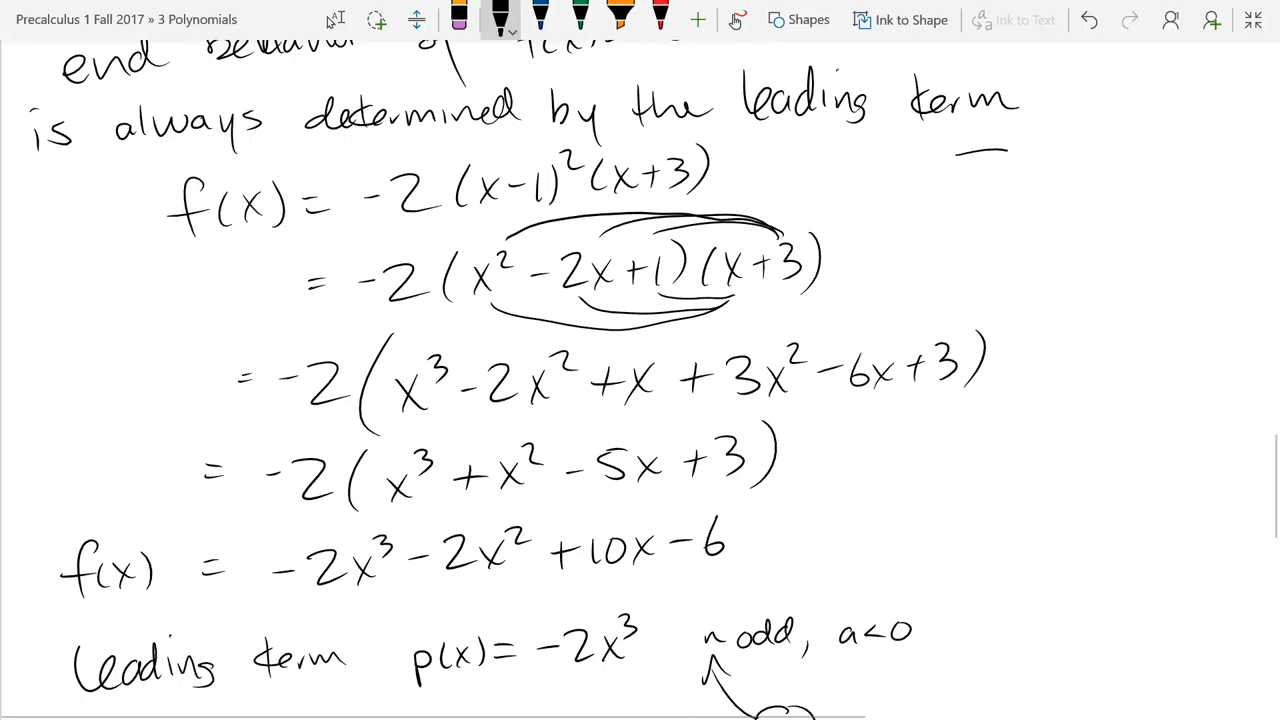 Precalculus 1 Fall 2017 » 3 Polynomials Shapes Ink to Shape Ink to Text
end behavior of
is always determined by the leading term
f(x) = -2(x-1)²(x+3)
= -2(x² - 2x + 1)(x+3)
= -2(x³ - 2x² + x + 3x² - 6x + 3)
= -2(x³ + x² - 5x + 3)
f(x) = -2x³ - 2x² + 10x - 6
leading term p(x) = -2x³ n odd, a<0